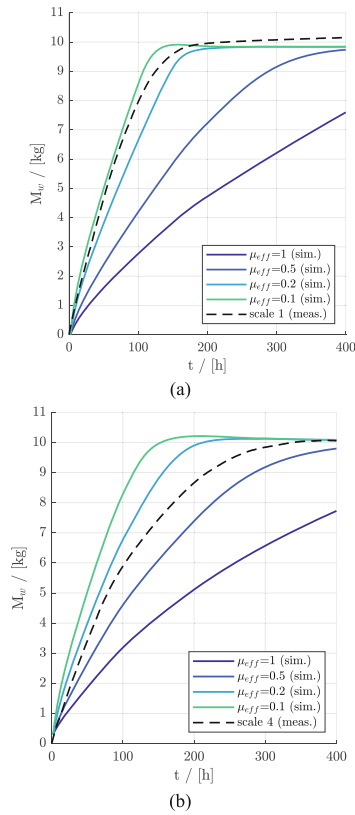 11
10
9
8
7
6
5
4
3
2
1
0
M_w / [kg]
μ_eff=1 (sim.)
μ_eff=0.5 (sim.)
μ_eff=0.2 (sim.)
μ_eff=0.1 (sim.)
scale 1 (meas.)
0 100 200 300 400
t / [h]
(a)
11
10
9
8
7
6
5
4
3
2
1
0
M_w / [kg]
μ_eff=1 (sim.)
μ_eff=0.5 (sim.)
μ_eff=0.2 (sim.)
μ_eff=0.1 (sim.)
scale 4 (meas.)
0 100 200 300 400
t / [h]
(b)